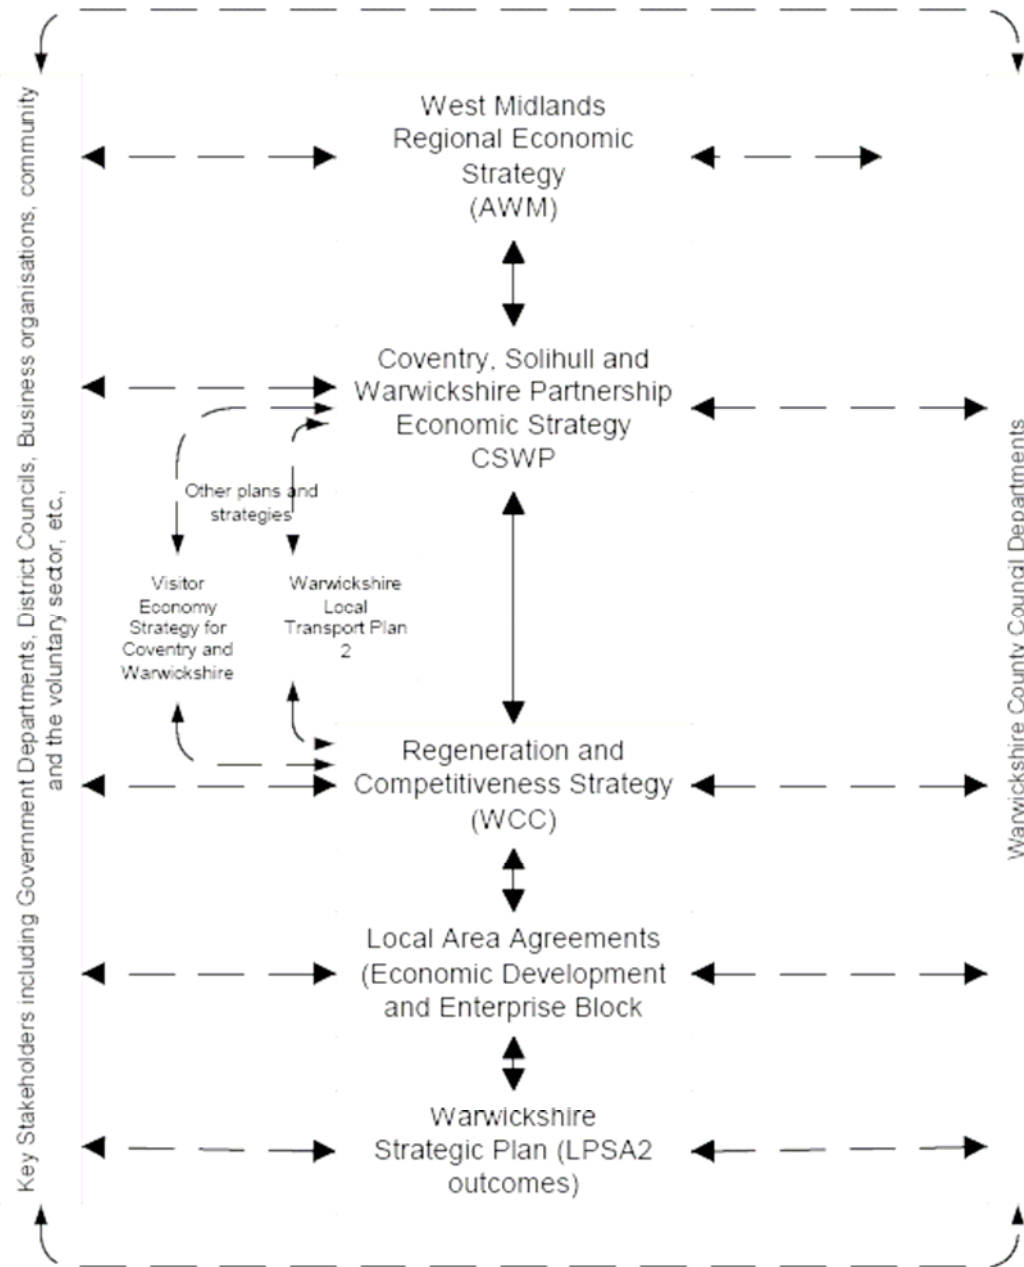 West Midlands
Regional Economic
Strategy
(AWM)
Coventry, Solihull and
Warwickshire Partnership
Economic Strategy
CSWP
Other plans and
strategies
Visitor
Economy
Strategy for
Coventry and
Warwickshire
Warwickshire
Local
Transport Plan
2
Regeneration and
Competitiveness Strategy
(WCC)
Local Area Agreements
(Economic Development
and Enterprise Block
Warwickshire
Strategic Plan (LPSA2
outcomes)
Key Stakeholders including Government Departments, District Councils, Business organisations, community
and the voluntary sector, etc.,
Warwickshire County Council Departments